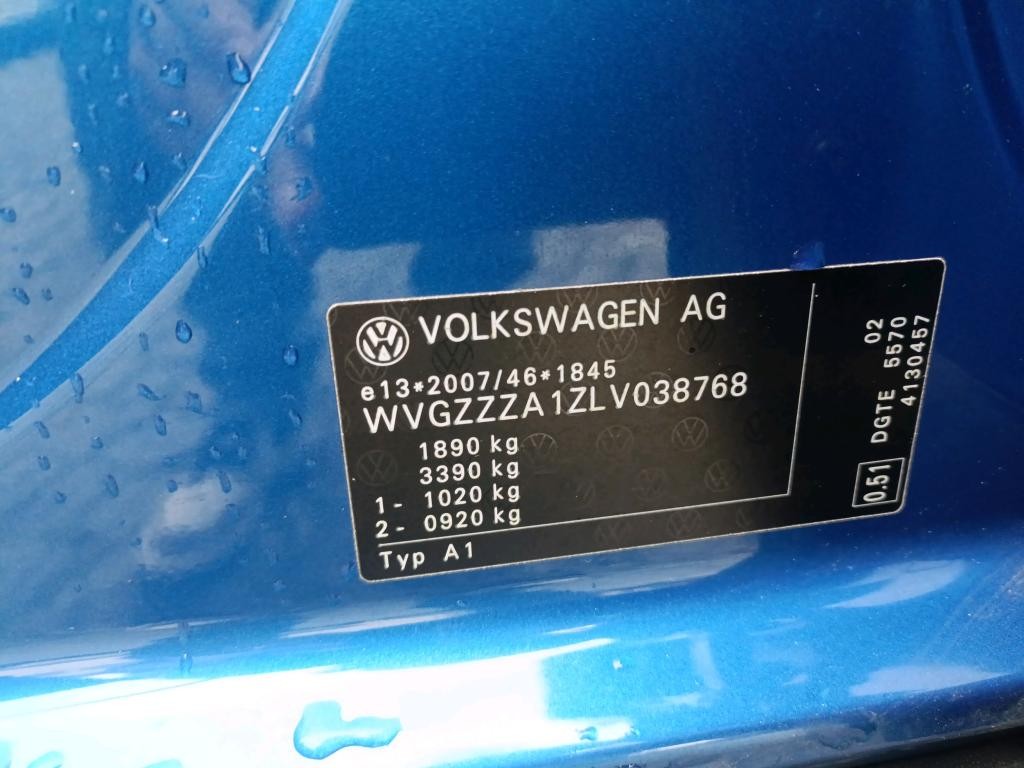 VOLKSWAGEN AG
e13*2007/46*1845
WVGZZZA1ZLV038768
1890 kg
3390 kg
1- 1020 kg
2- 0920 kg
Typ A1
02
DGTE 5570
0.51 4130457